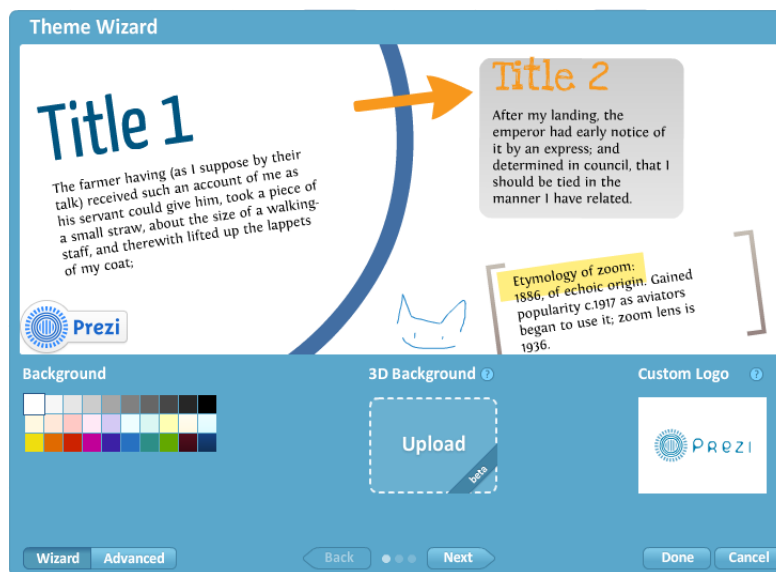 Theme Wizard
Title 1
The farmer having (as I suppose by their
talk) received such an account of me as
his servant could give him, took a piece of
a small straw, about the size of a walking-
staff, and therewith lifted up the lappets
of my coat;
Title 2
After my landing, the
emperor had early notice of
it by an express; and
determined in council, that I
should be tied in the
manner I have related.
Etymology of zoom:
1886, of echoic origin. Gained
popularity c.1917 as aviators
began to use it; zoom lens is
1936.
Prezi
Background
3D Background ?
Custom Logo ?
Upload
beta
PREZI
Wizard
Advanced
Back
Next
Done
Cancel